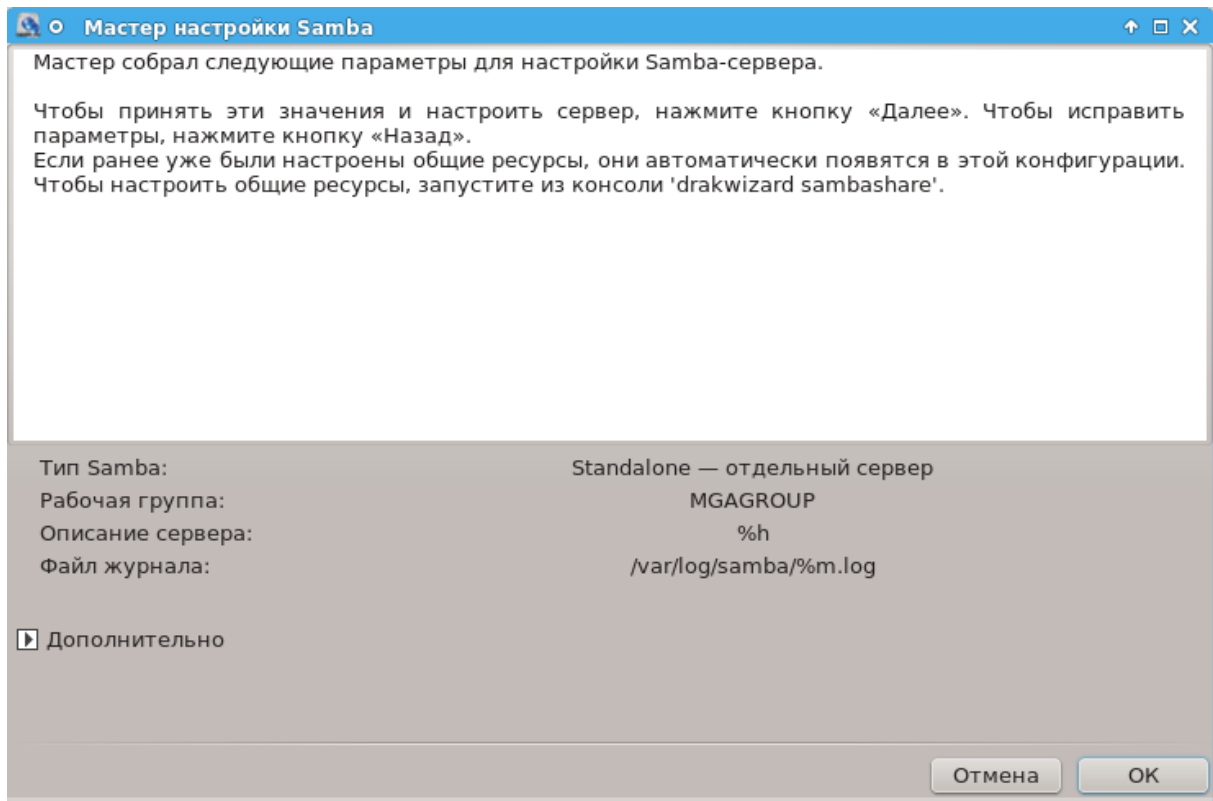 Мастер настройки Samba
Мастер собрал следующие параметры для настройки Samba-сервера.
Чтобы принять эти значения и настроить сервер, нажмите кнопку «Далее». Чтобы исправить
параметры, нажмите кнопку «Назад».
Если ранее уже были настроены общие ресурсы, они автоматически появятся в этой конфигурации.
Чтобы настроить общие ресурсы, запустите из консоли 'drakwizard sambashare'.
Тип Samba: Standalone — отдельный сервер
Рабочая группа: MGAGROUP
Описание сервера: %h
Файл журнала: /var/log/samba/%m.log
Дополнительно
Отмена ОК